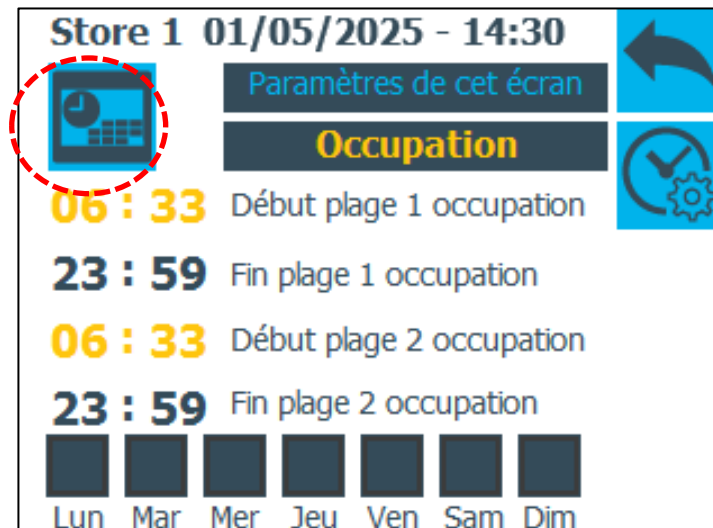 Store 1 01/05/2025 - 14:30
Paramètres de cet écran
Occupation
06 : 33 Début plage 1 occupation
23 : 59 Fin plage 1 occupation
06 : 33 Début plage 2 occupation
23 : 59 Fin plage 2 occupation
Lun Mar Mer Jeu Ven Sam Dim